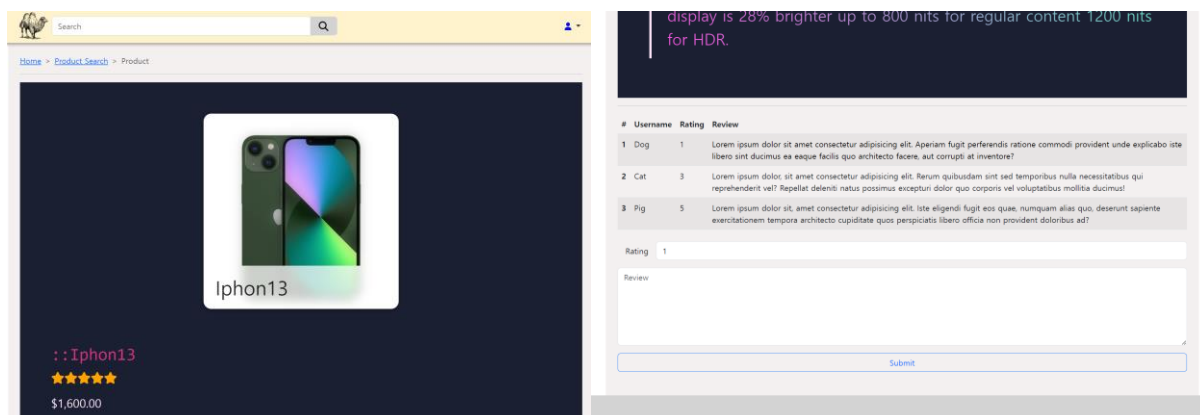 Search
Home > Product Search > Product
Iphon13
::Iphon13
$1,600.00
display is 28% brighter up to 800 nits for regular content 1200 nits
for HDR.
# Username Rating Review
1 Dog 1 Lorem ipsum dolor sit amet consectetur adipisicing elit. Aperiam fugit perferendis ratione commodi provident unde explicabo iste
libero sint ducimus ea eaque facilis quo architecto facere, aut corrupti at inventore?
2 Cat 3 Lorem ipsum dolor, sit amet consectetur adipisicing elit. Rerum quibusdam sint sed temporibus nulla necessitatibus qui
reprehenderit vel? Repellat deleniti natus possimus excepturi dolor quo corporis vel voluptatibus mollitia ducimus!
3 Pig 5 Lorem ipsum dolor sit, amet consectetur adipisicing elit. Iste eligendi fugit eos quae, numquam alias quo, deserunt sapiente
exercitationem tempora architecto cupiditate quos perspiciatis libero officia non provident doloribus ad?
Rating 1
Review
Submit